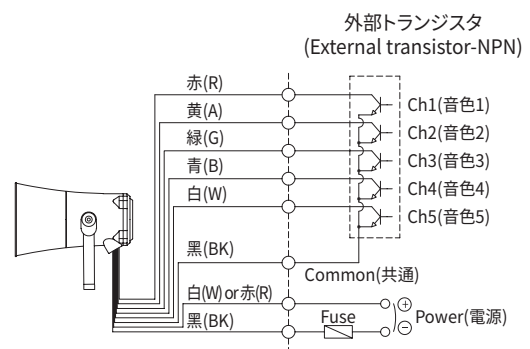 外部トランジスタ
(External transistor-NPN)
赤(R)
Ch1(音色1)
黄(A)
Ch2(音色2)
緑(G)
Ch3(音色3)
青(B)
Ch4(音色4)
白(W)
Ch5(音色5)
黒(BK)
Common(共通)
白(W) or 赤(R)
+
Power(電源)
黒(BK)
Fuse
−